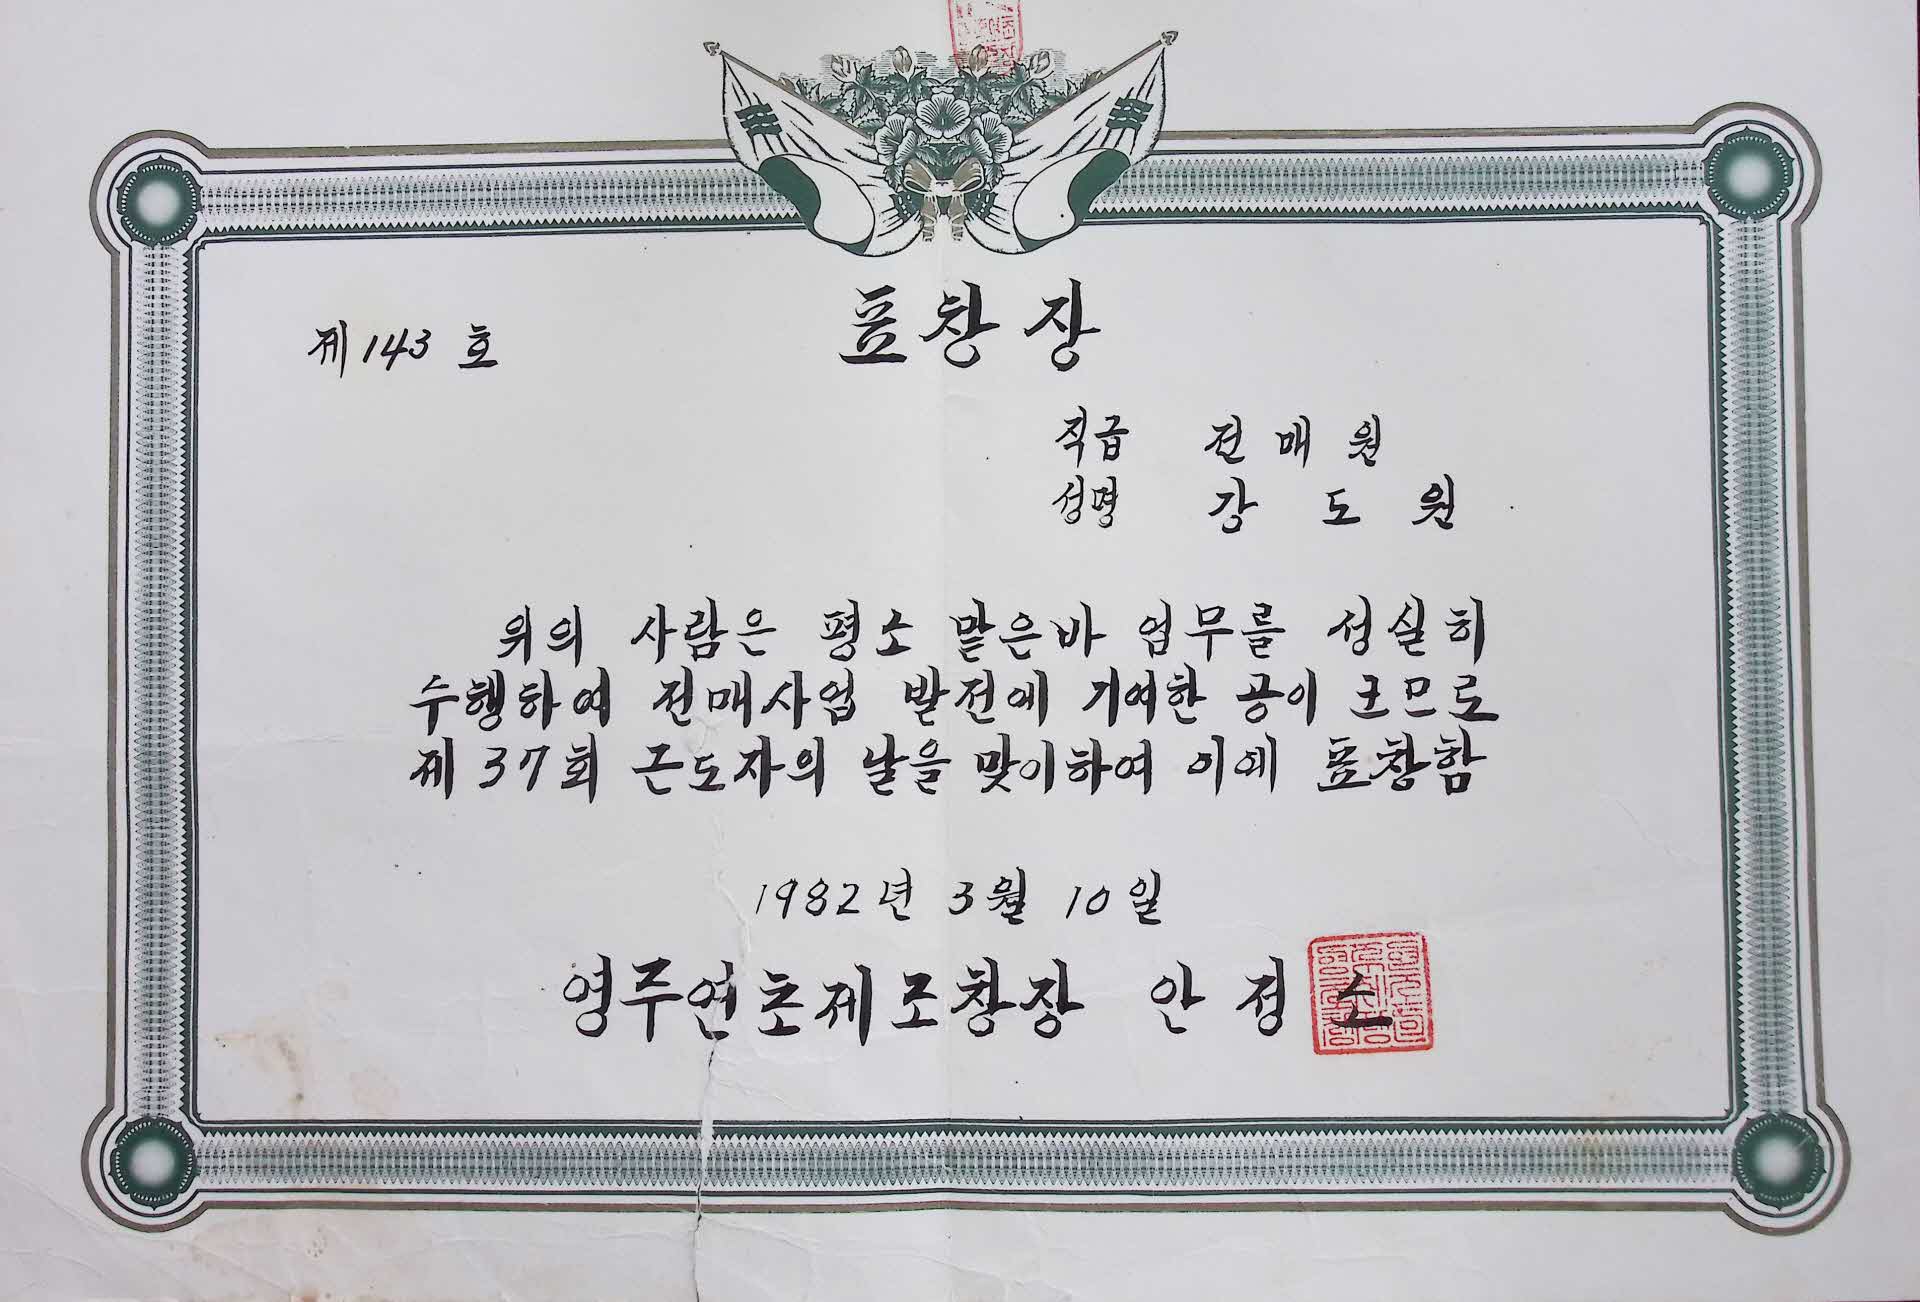 표창장
제143호
직급 전매원
성명 강도원
위의 사람은 평소 맡은바 업무를 성실히
수행하여 전매사업 발전에 기여한 공이 크므로
제37회 근로자의 날을 맞이하여 이에 표창함
1982년 3월 10일
영주연초제조창장 안정소